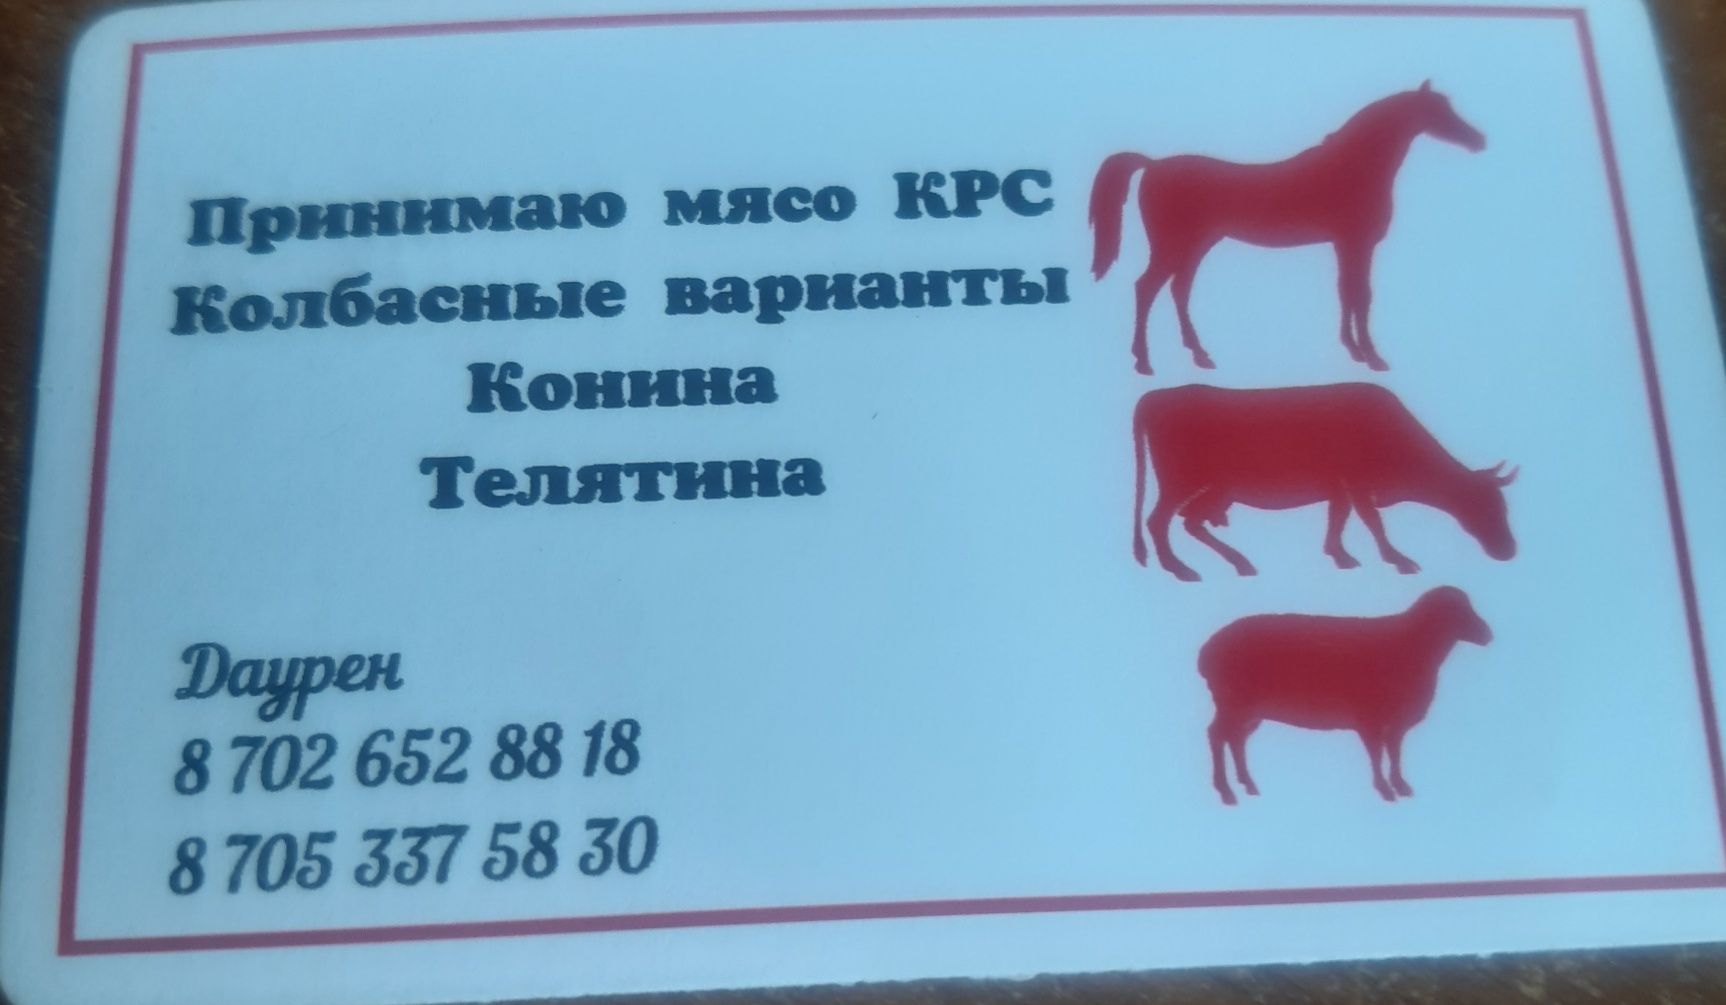 Принимаю мясо КРС
Колбасные варианты
Конина
Телятина
Даурен
8 702 652 88 18
8 705 337 58 30